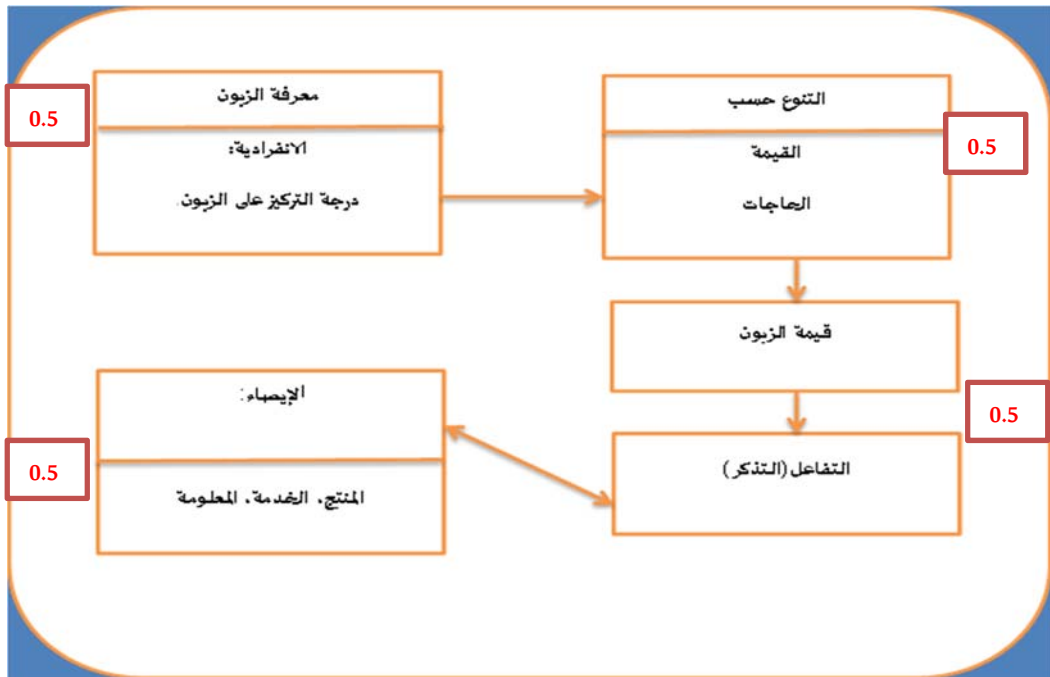 معرفة الزبون
0.5
الانفرادية:
درجة التركيز على الزبون.
التنوع حسب
0.5
القيمة
الحاجات
قيمة الزبون
0.5
التفاعل (التذكر)
الإيصاء:
0.5
المنتج، الخدمة، المعلومة